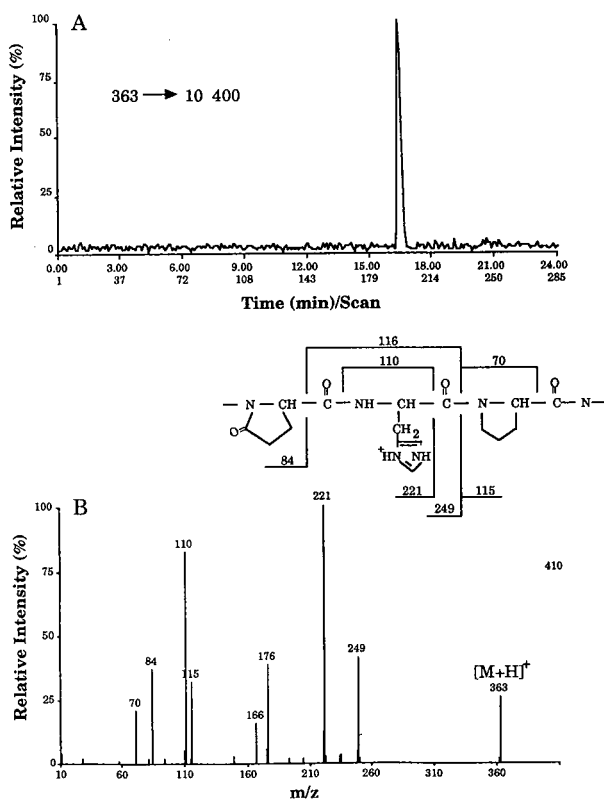 A
Relative Intensity (%)
100
75
50
25
0
363 → 10 400
0.00 3.00 6.00 9.00 12.00 15.00 18.00 21.00 24.00
1 37 72 108 143 179 214 250 285
Time (min)/Scan
116
110 70
O O O
— N — CH — C — NH — CH — C — N — CH — C — N—
O CH2
+HN NH
84 221 115
249
B
Relative Intensity (%)
100
75
50
25
0
221
110
410
84
176
249
115
[M+H]+
363
70
166
10 60 110 160 210 260 310 360 410
m/z